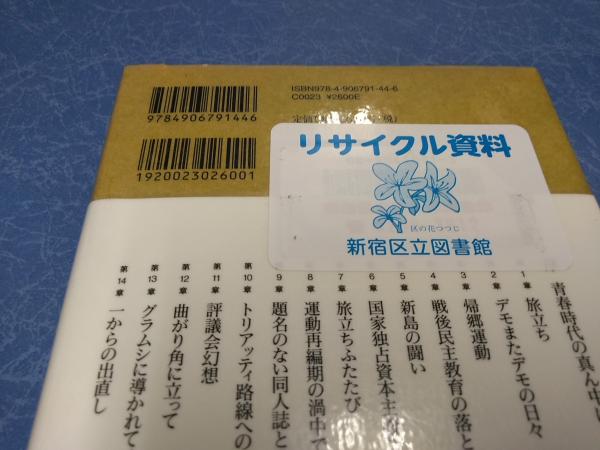 ISBN978-4-906791-44-6
C0023 ¥2600E
9784906791446
1920023026001
リサイクル資料
区の花つつじ
新宿区立図書館
青春時代の真ん中に
第1章 旅立ち
第2章 デモまたデモの日々
第3章 帰郷運動
第4章 戦後民主教育の落と
第5章 新島の闘い
第6章 国家独占資本主
第7章 旅立ちふたたび
第8章 運動再編期の渦中で
第9章 題名のない同人誌と
第10章 トリアッティ路線への
第11章 評議会幻想
第12章 曲がり角に立って
第13章 グラムシに導かれて
第14章 一からの出直し